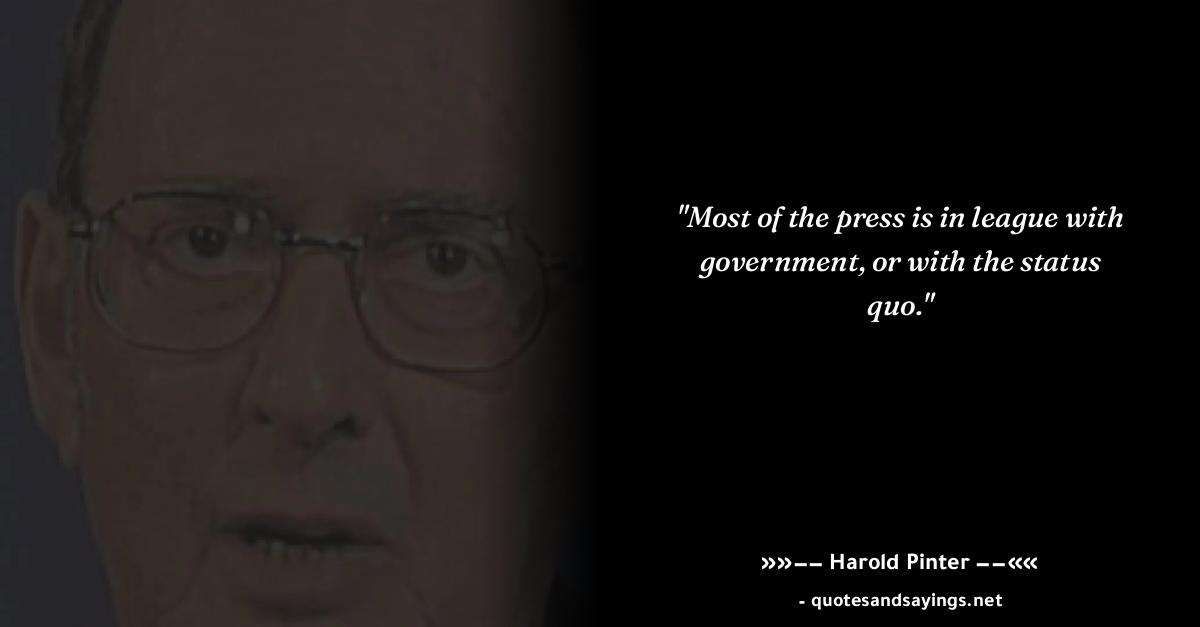 "Most of the press is in league with
government, or with the status
quo."
»»−− Harold Pinter −−««
- quotesandsayings.net